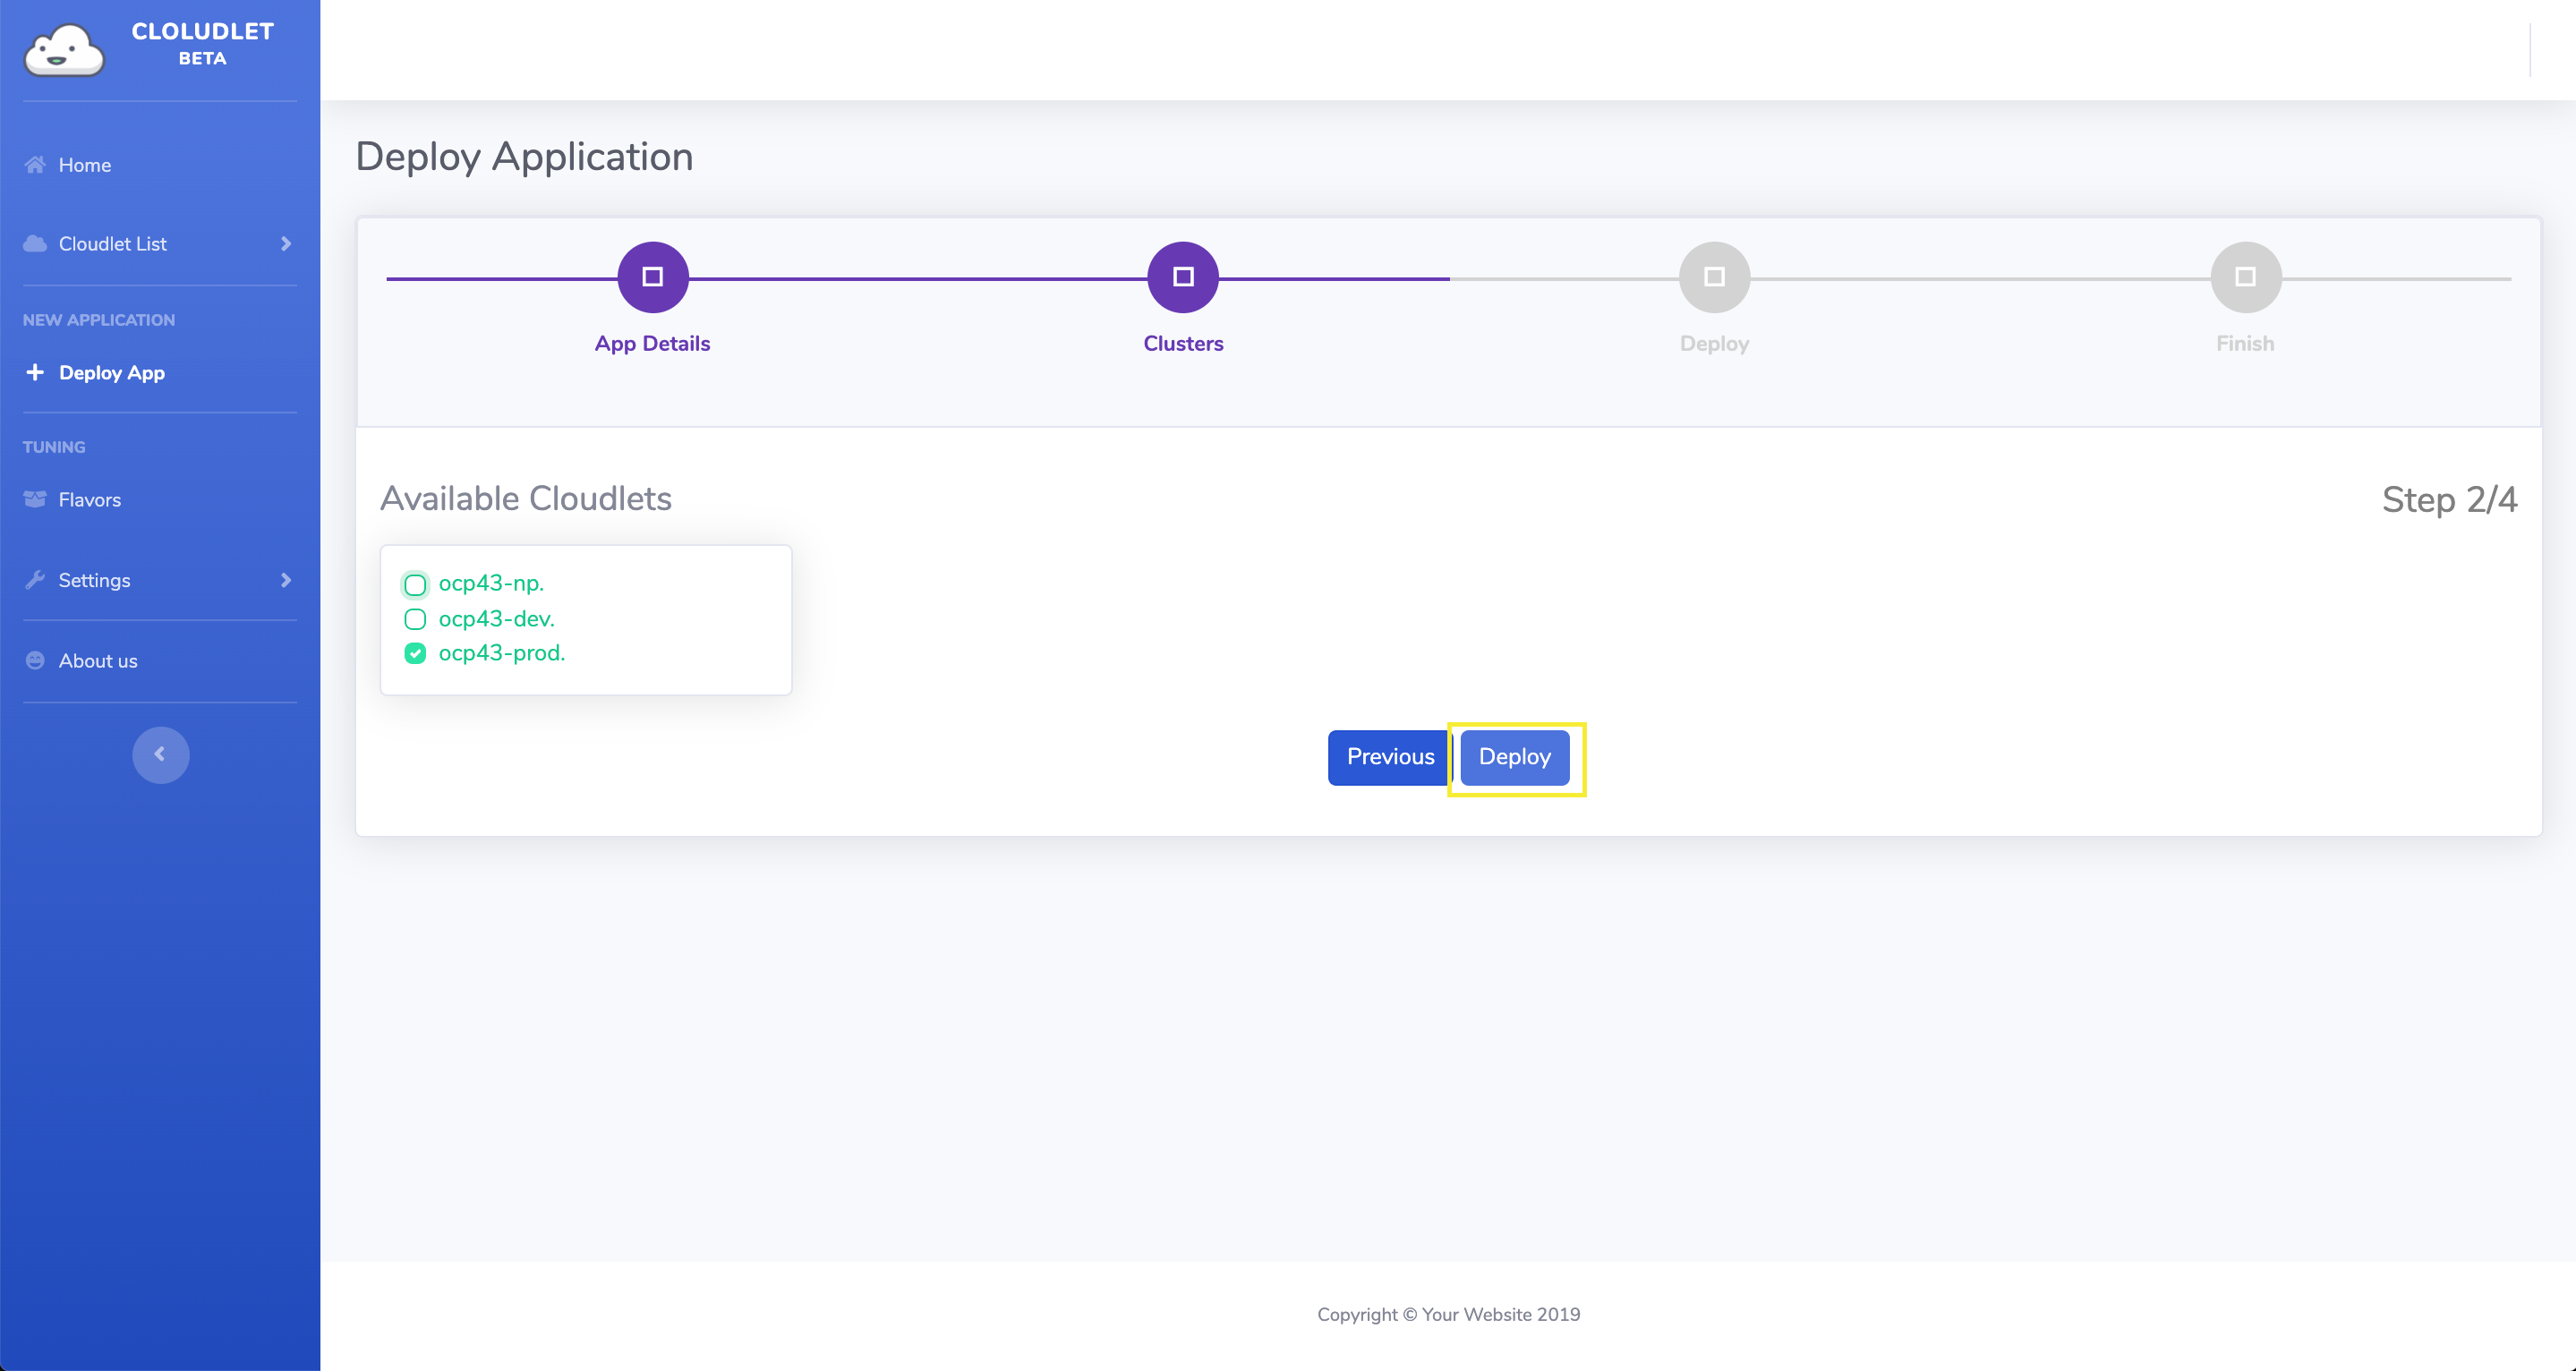 CLOLUDLET
BETA
Home
Cloudlet List
NEW APPLICATION
Deploy App
TUNING
Flavors
Settings
About us
Deploy Application
App Details
Clusters
Deploy
Finish
Available Cloudlets
Step 2/4
ocp43-np.
ocp43-dev.
ocp43-prod.
Previous
Deploy
Copyright © Your Website 2019